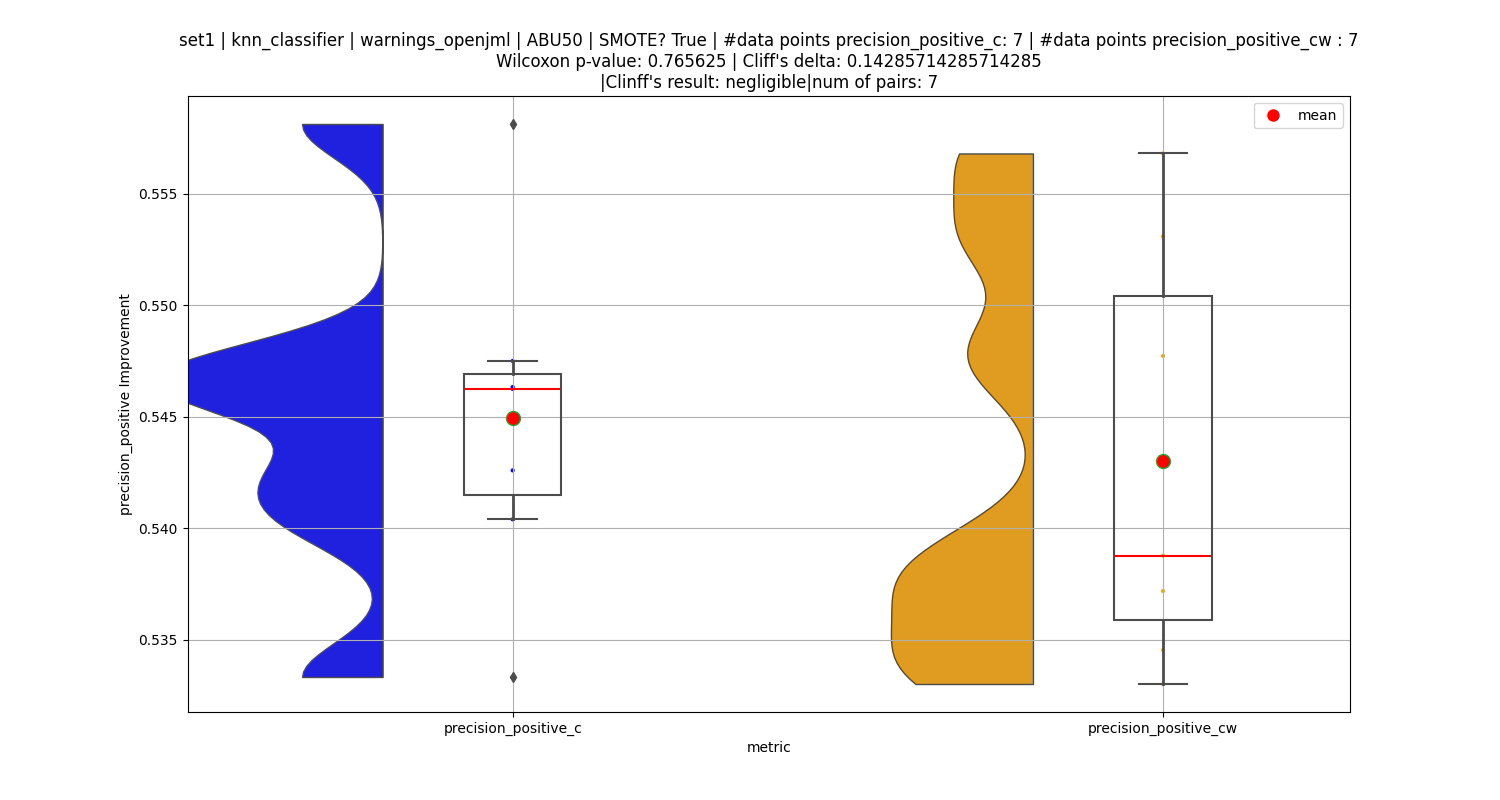 set1 | knn_classifier | warnings_openjml | ABU50 | SMOTE? True | #data points precision_positive_c: 7 | #data points precision_positive_cw : 7
Wilcoxon p-value: 0.765625 | Cliff's delta: 0.14285714285714285
|Clinff's result: negligible|num of pairs: 7
mean
0.555
0.550
0.545
0.540
0.535
precision_positive Improvement
precision_positive_c
precision_positive_cw
metric